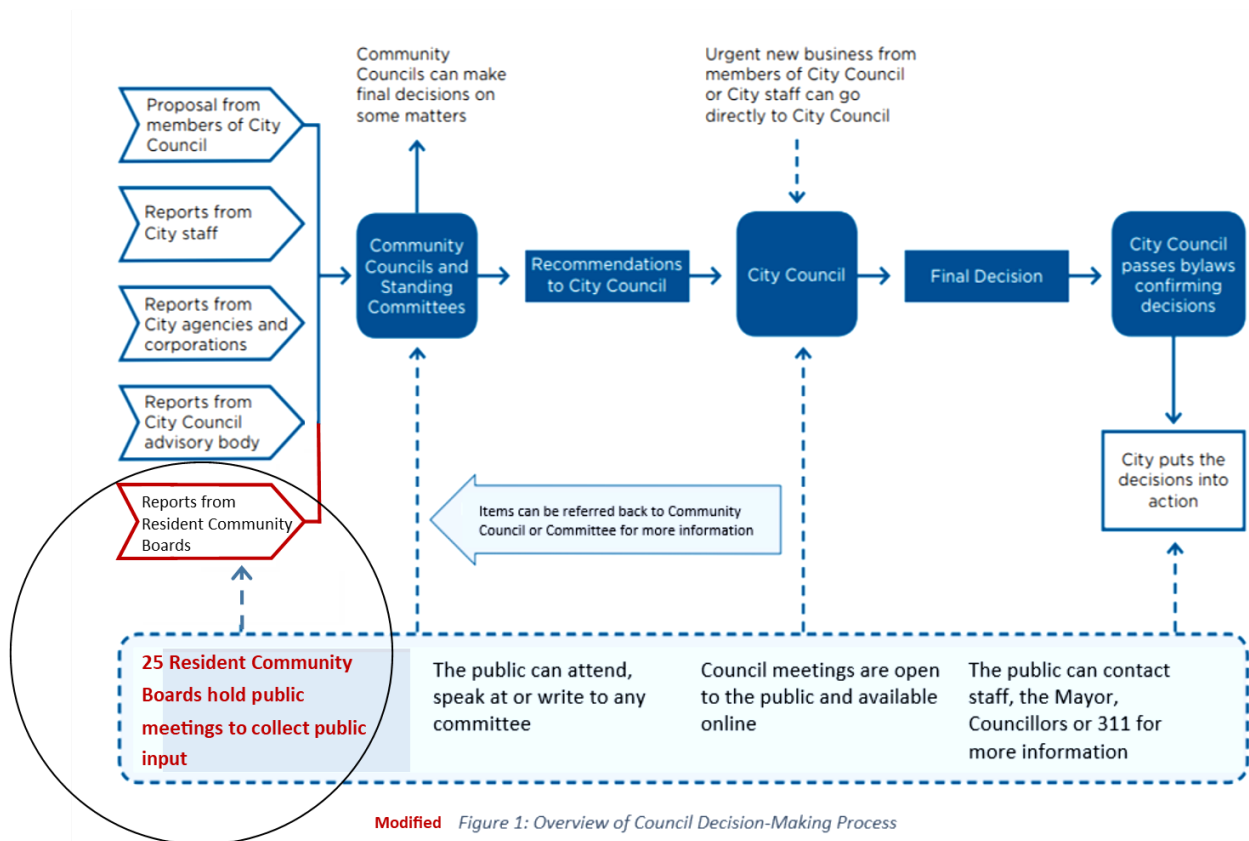 Community
Councils can make
final decisions on
some matters
Urgent new business from
members of City Council
or City staff can go
directly to City Council
Proposal from
members of City
Council
Reports from
City staff
Reports from
City agencies and
corporations
Reports from
City Council
advisory body
Reports from
Resident Community
Boards
Community
Councils and
Standing
Committees
Recommendations
to City Council
City Council
Final Decision
City Council
passes bylaws
confirming
decisions
City puts the
decisions into
action
Items can be referred back to Community
Council or Committee for more information
25 Resident Community
Boards hold public
meetings to collect public
input
The public can attend,
speak at or write to any
committee
Council meetings are open
to the public and available
online
The public can contact
staff, the Mayor,
Councillors or 311 for
more information
Modified Figure 1: Overview of Council Decision-Making Process